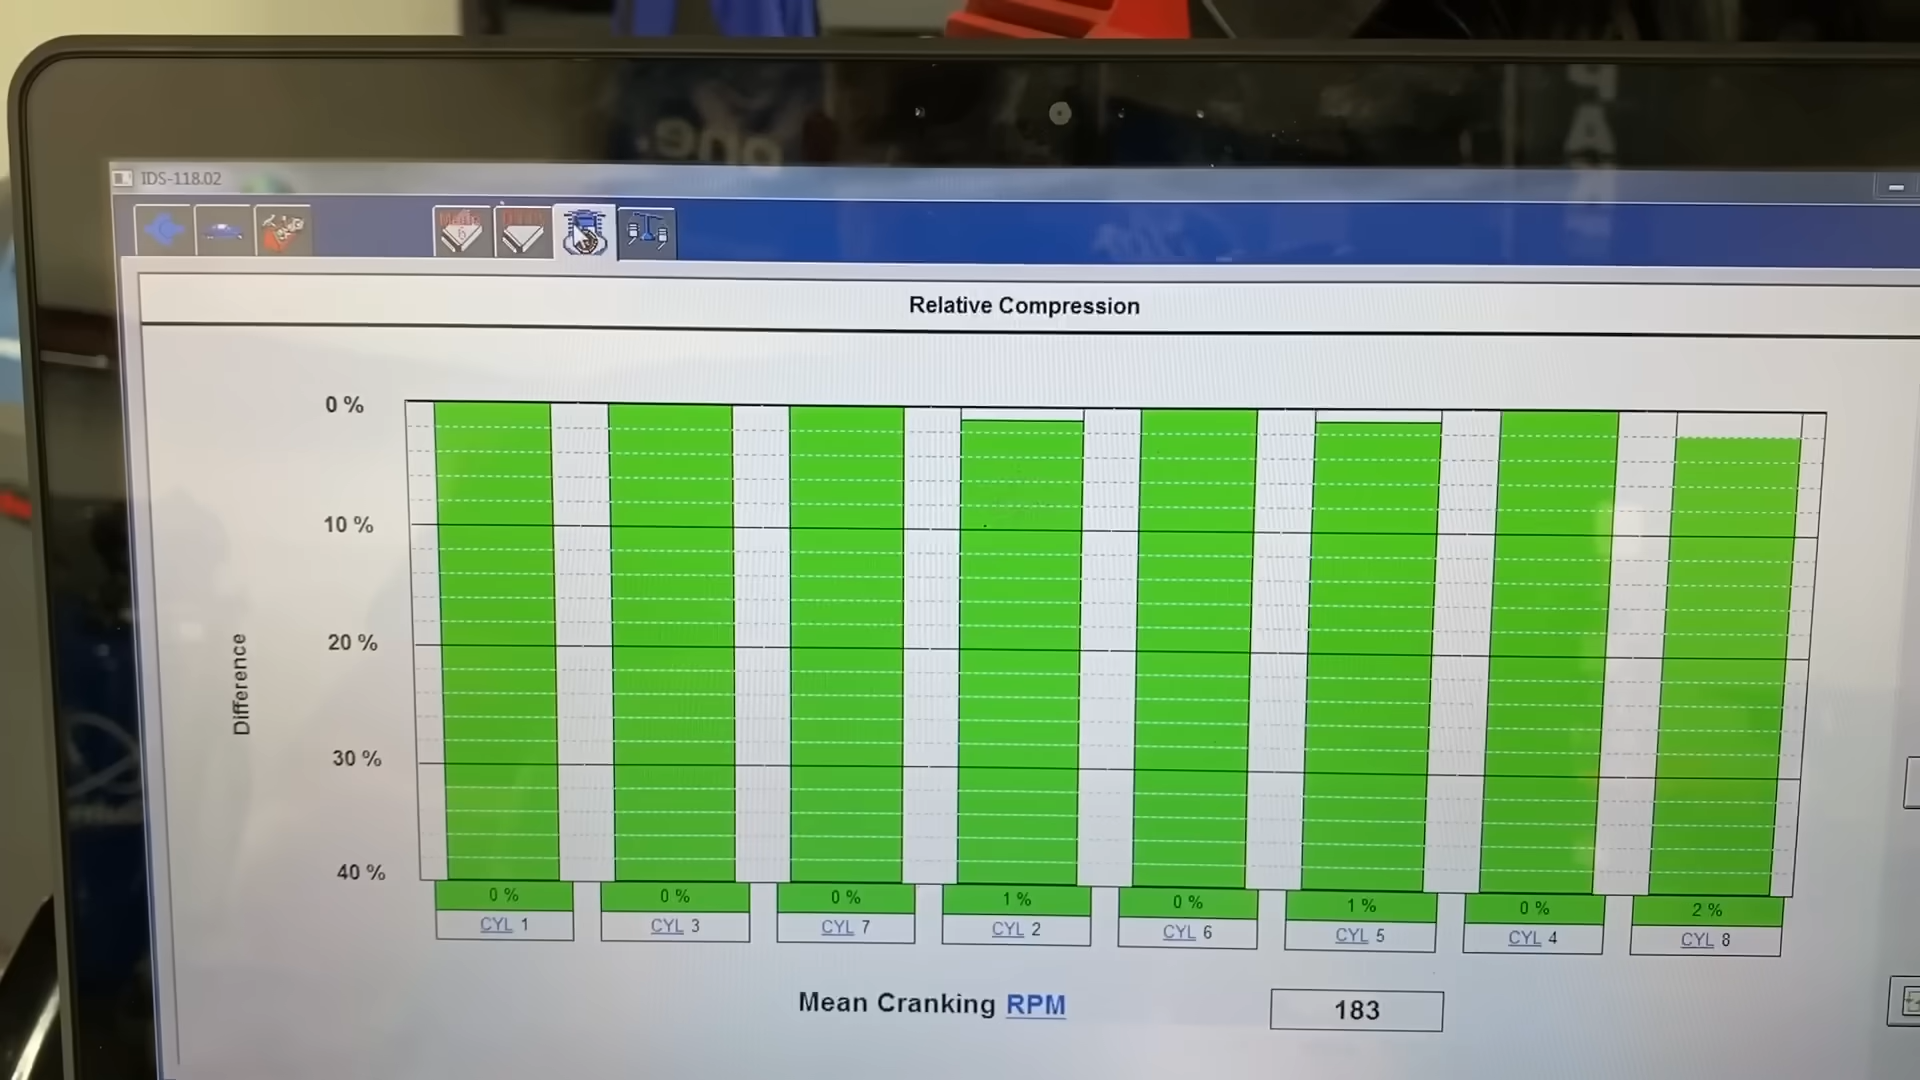 one.
IDS-118.02
Relative Compression
Difference
0 %
10 %
20 %
30 %
40 %
0 %
0 %
0 %
1 %
0 %
1 %
0 %
2 %
CYL 1
CYL 3
CYL 7
CYL 2
CYL 6
CYL 5
CYL 4
CYL 8
Mean Cranking RPM
183